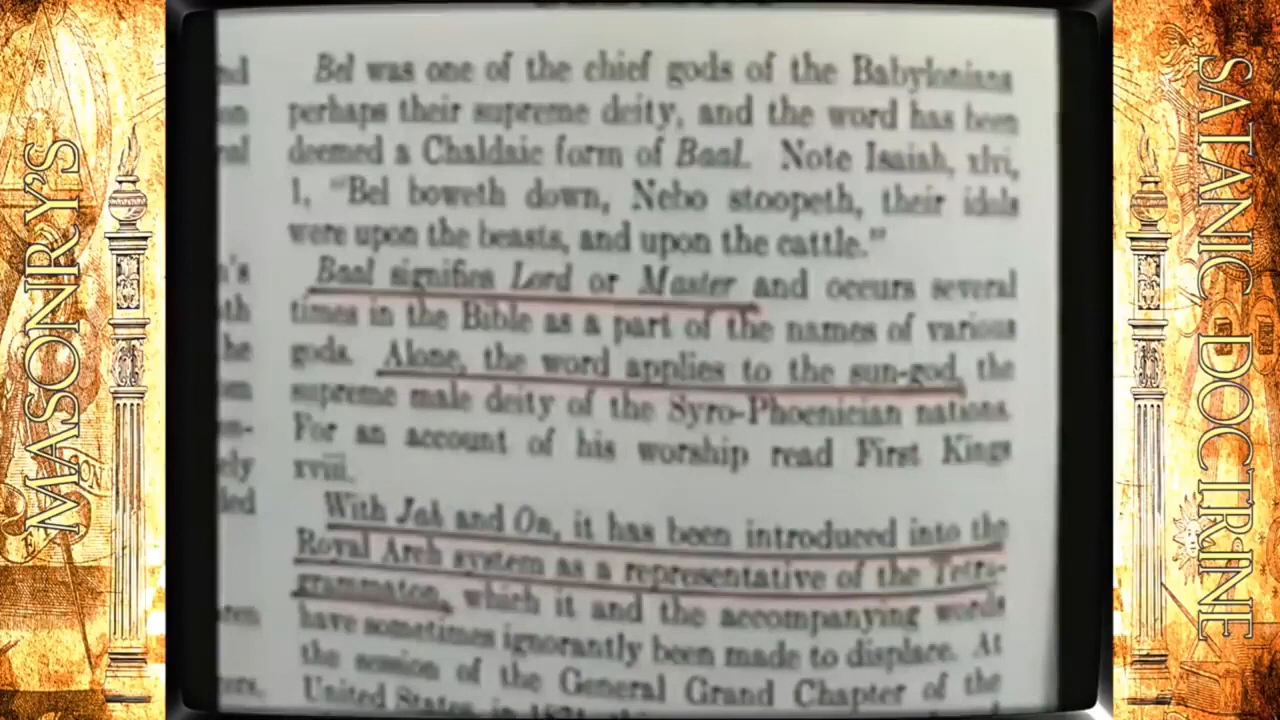 MASONRY'S
Bel was one of the chief gods of the Babylonians
perhaps their supreme deity, and the word has been
deemed a Chaldaic form of Baal. Note Isaiah, xlvi,
1, "Bel boweth down, Nebo stoopeth, their idols
were upon the beasts, and upon the cattle."
Baal signifies Lord or Master and occurs several
times in the Bible as a part of the names of various
gods. Alone, the word applies to the sun-god, the
supreme male deity of the Syro-Phoenician nations.
For an account of his worship read First Kings
xviii.
With Jah and On, it has been introduced into the
Royal Arch system as a representative of the Tetra-
grammaton, which it and the accompanying words
have sometimes ignorantly been made to displace. At
the session of the General Grand Chapter of the
United States, in 1871,
SATANIC DOCTRINE